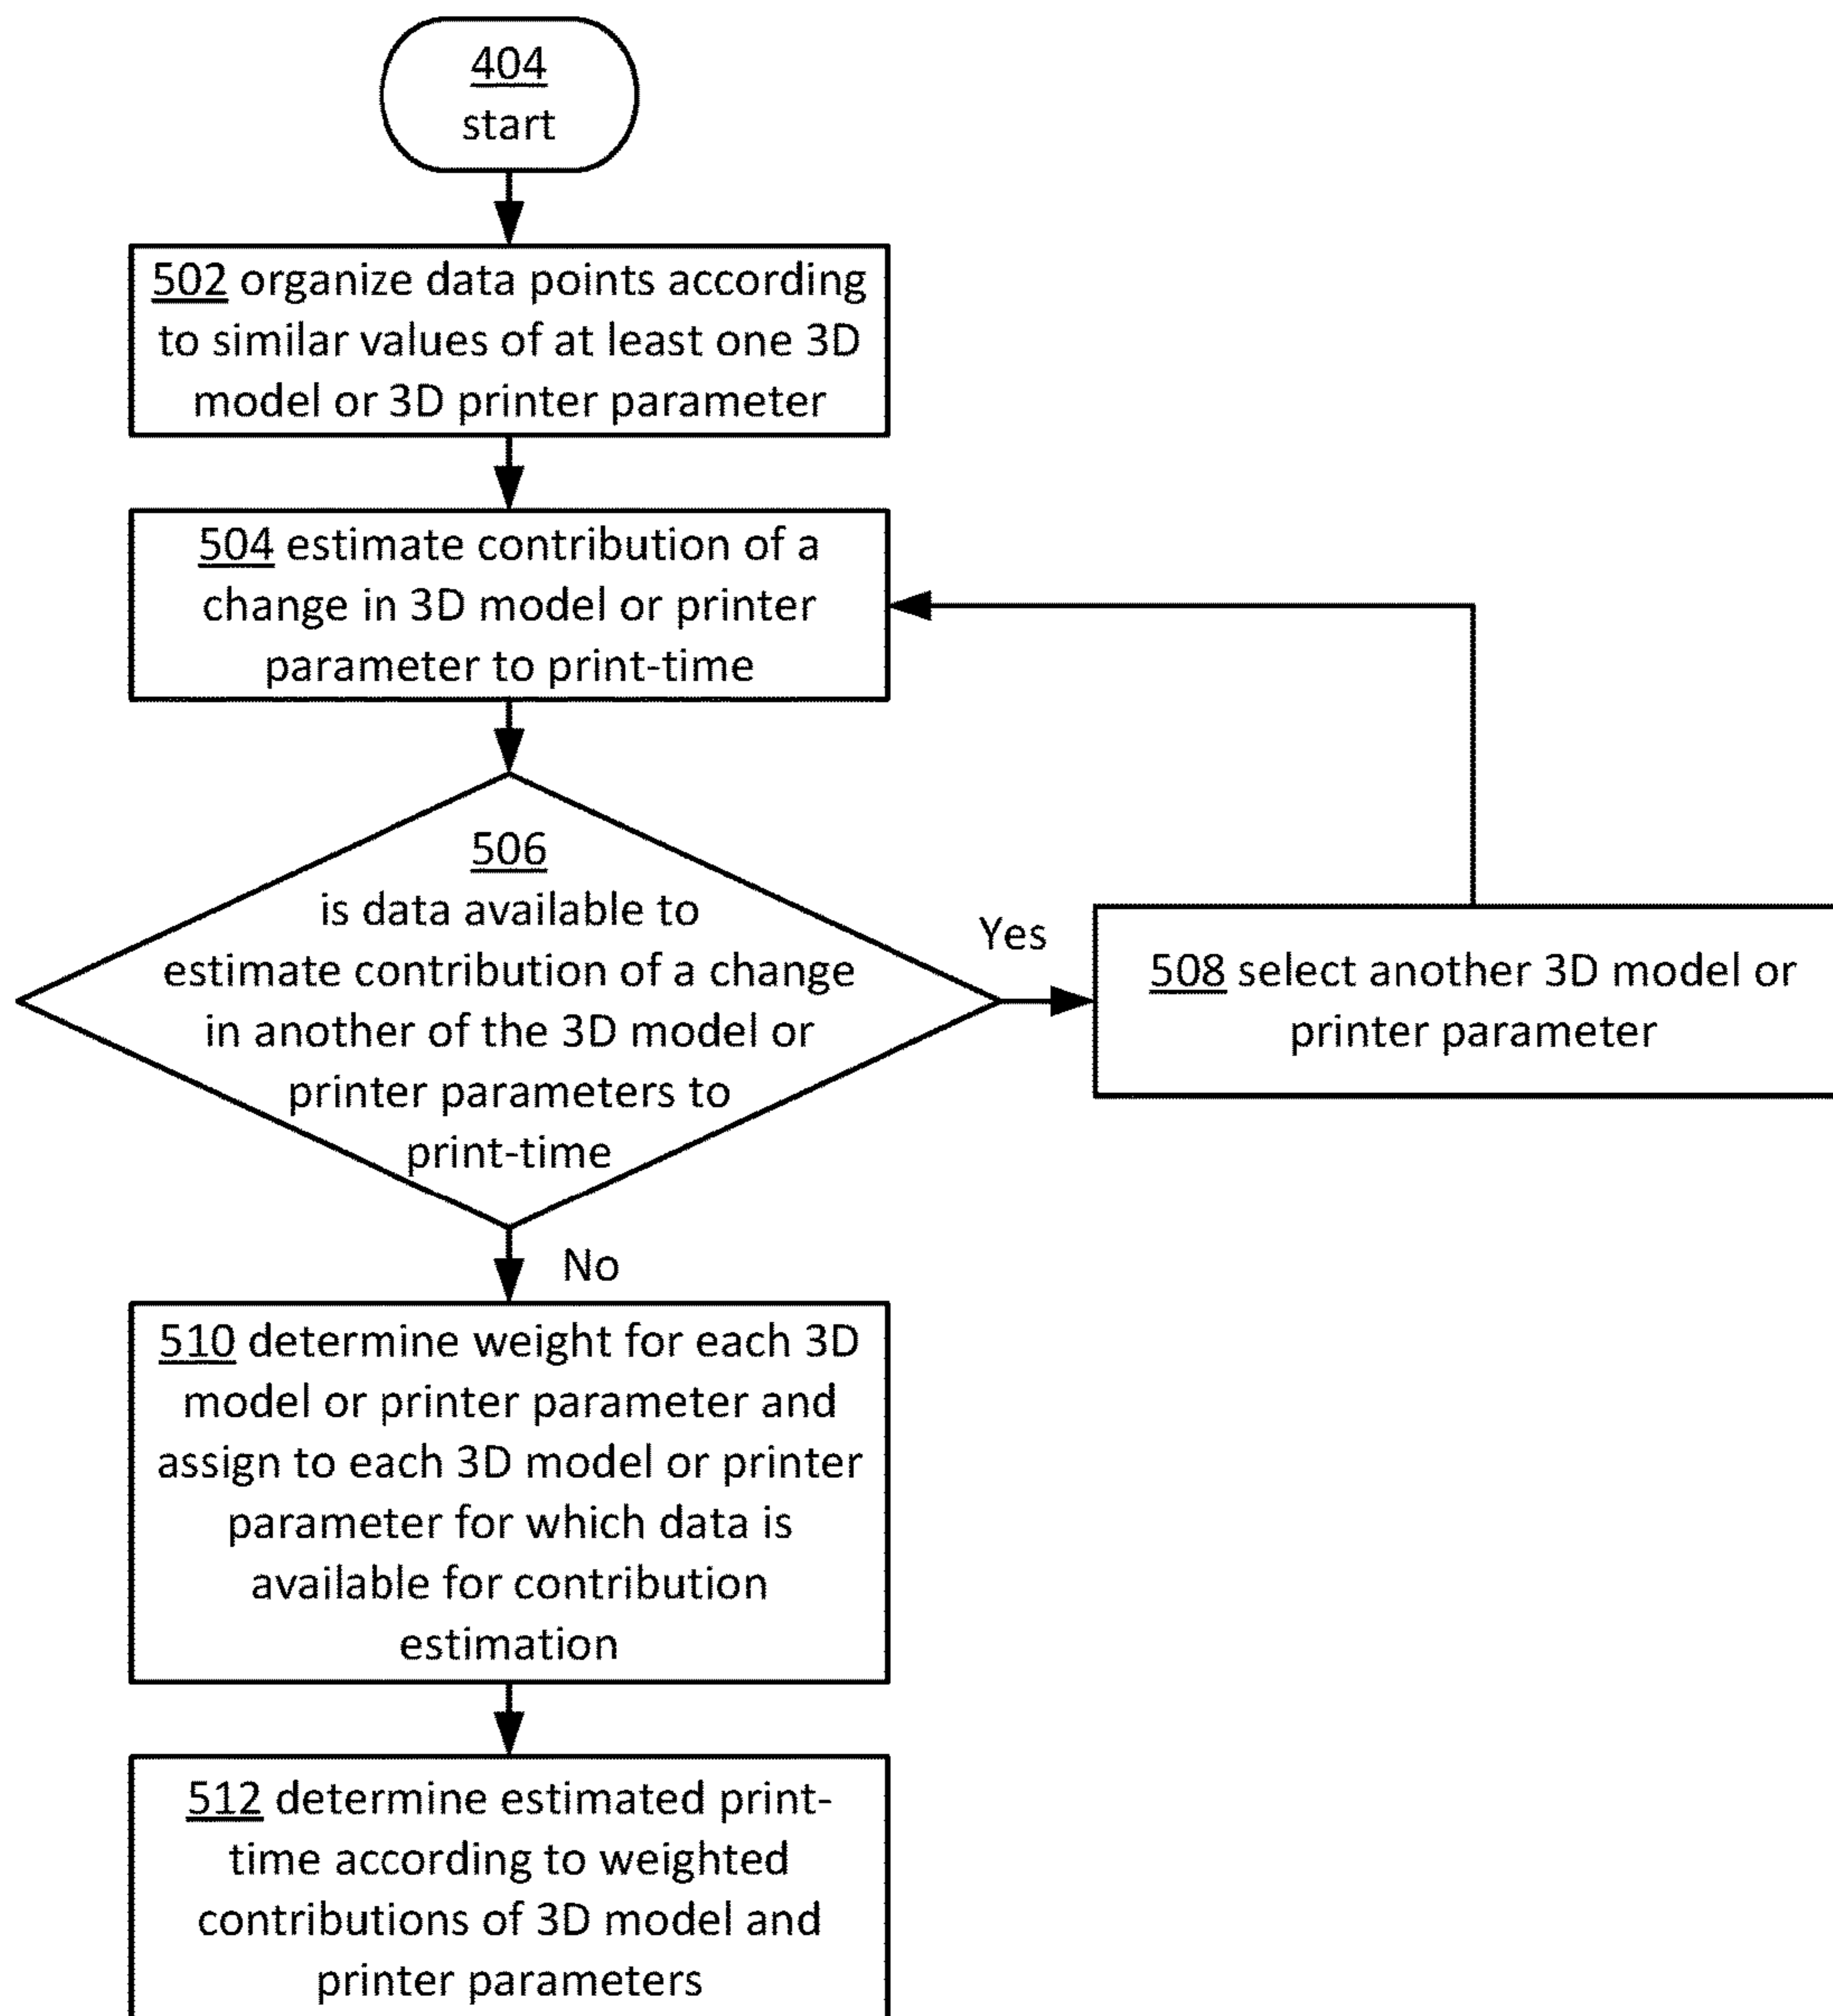 404
start
502 organize data points according
to similar values of at least one 3D
model or 3D printer parameter
504 estimate contribution of a
change in 3D model or printer
parameter to print-time
506
is data available to
estimate contribution of a change
in another of the 3D model or
printer parameters to
print-time
Yes
508 select another 3D model or
printer parameter
No
510 determine weight for each 3D
model or printer parameter and
assign to each 3D model or printer
parameter for which data is
available for contribution
estimation
512 determine estimated print-
time according to weighted
contributions of 3D model and
printer parameters